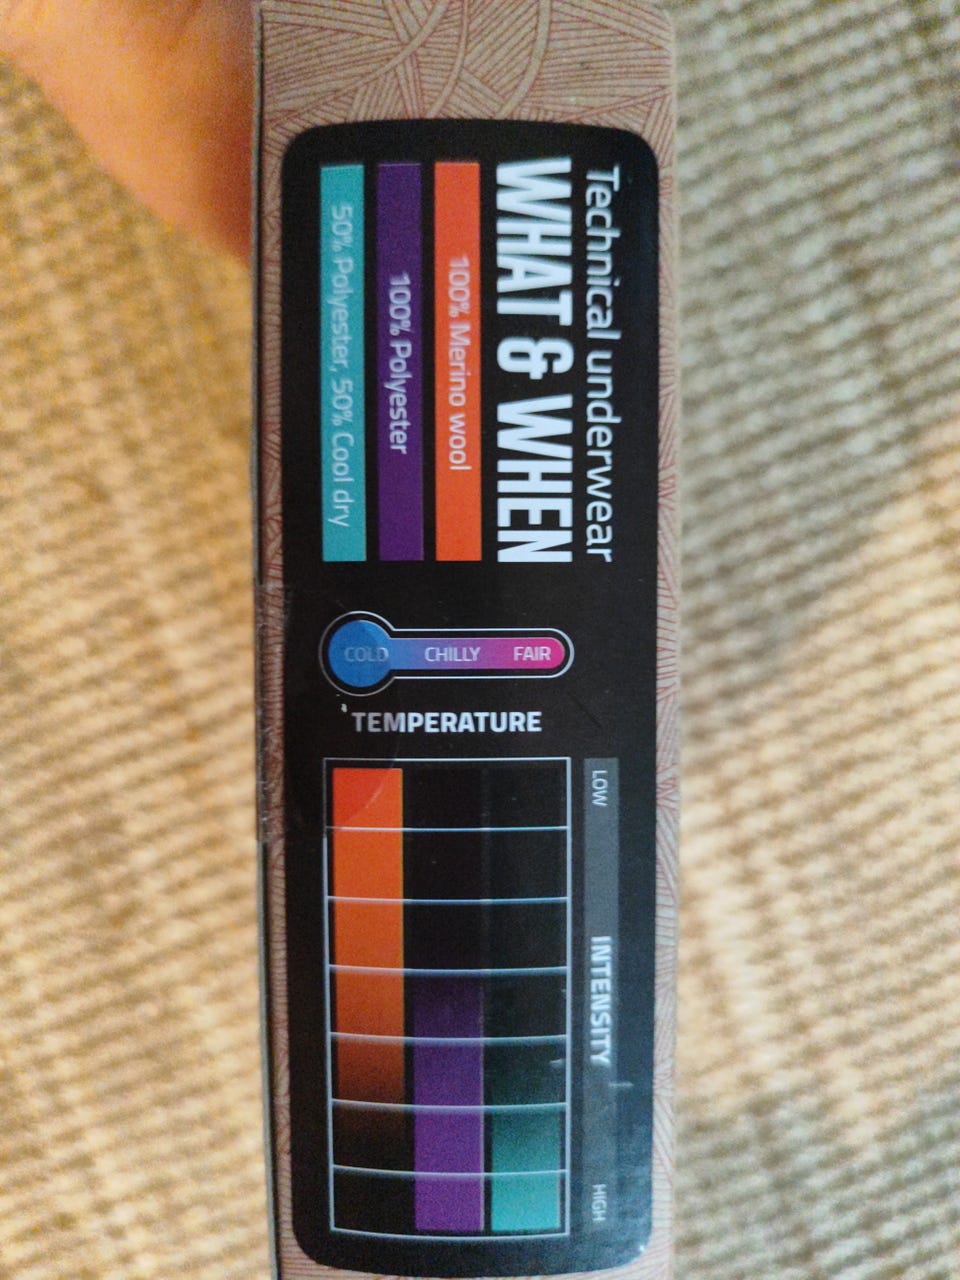 Technical underwear
WHAT & WHEN
100% Merino wool
100% Polyester
50% Polyester, 50% Cool dry
LOW
INTENSITY
HIGH
FAIR
CHILLY
COLD
TEMPERATURE